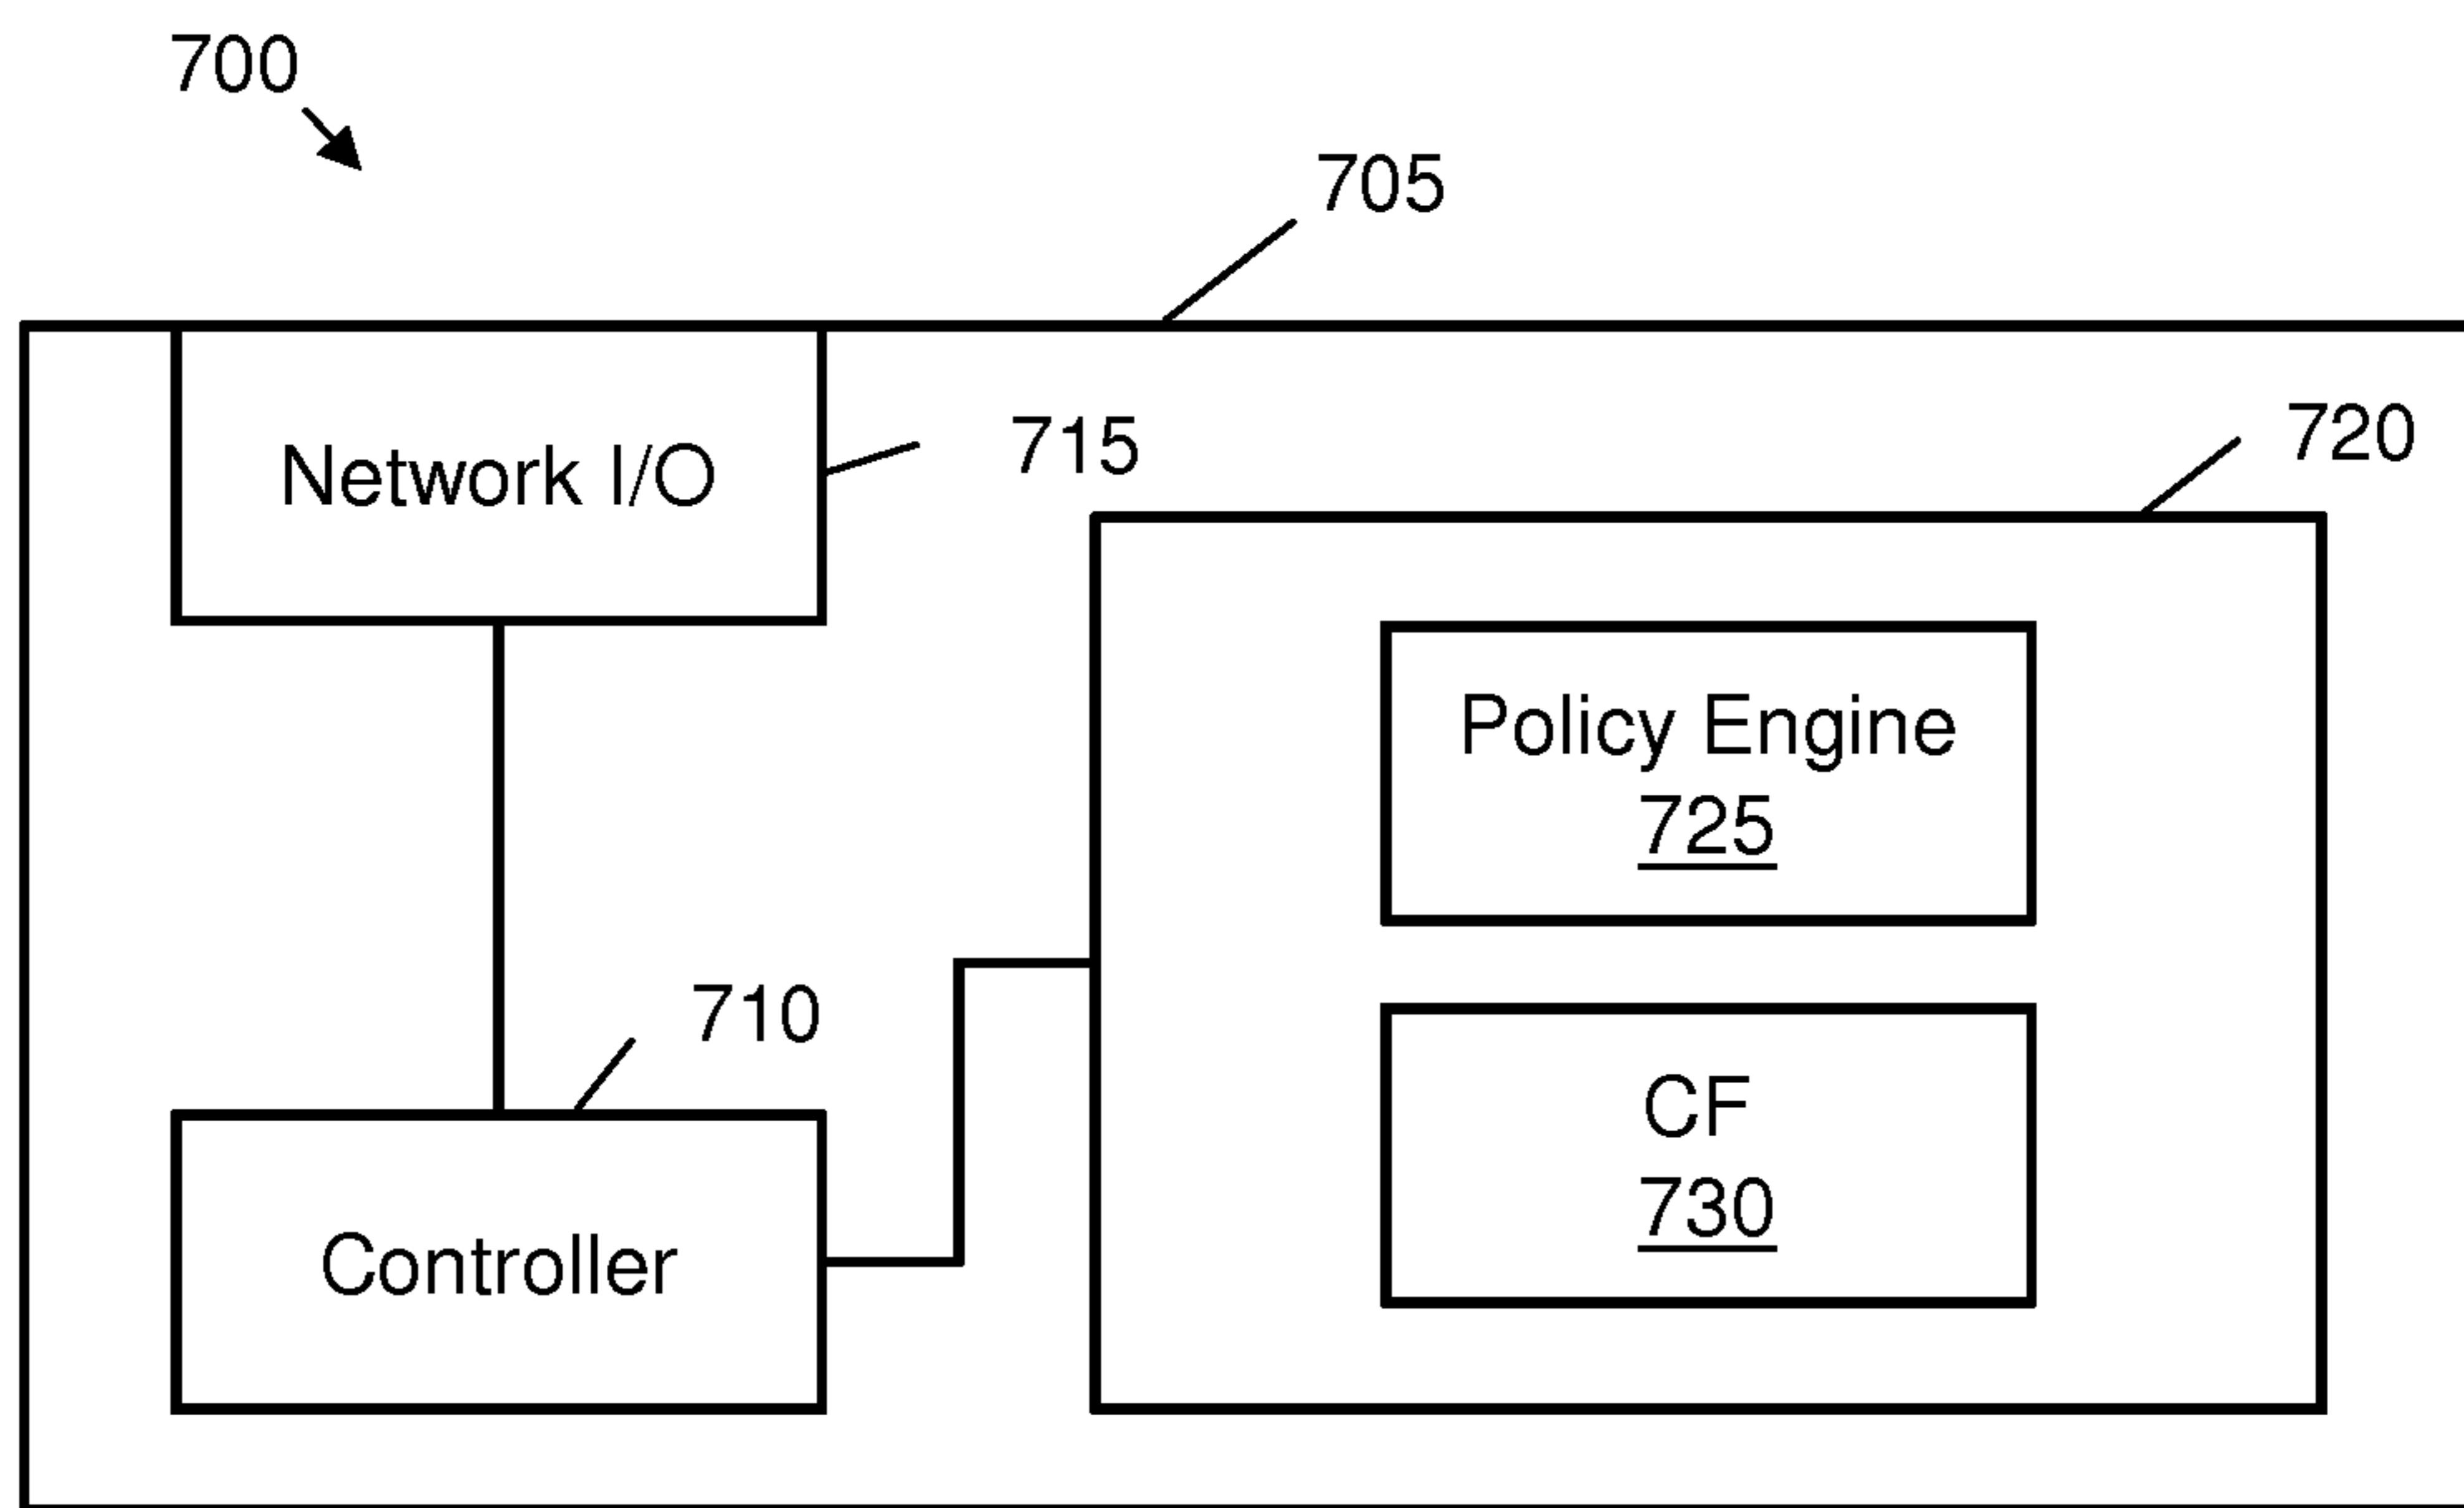 700
705
715
720
Network I/O
Policy Engine
725
710
CF
730
Controller